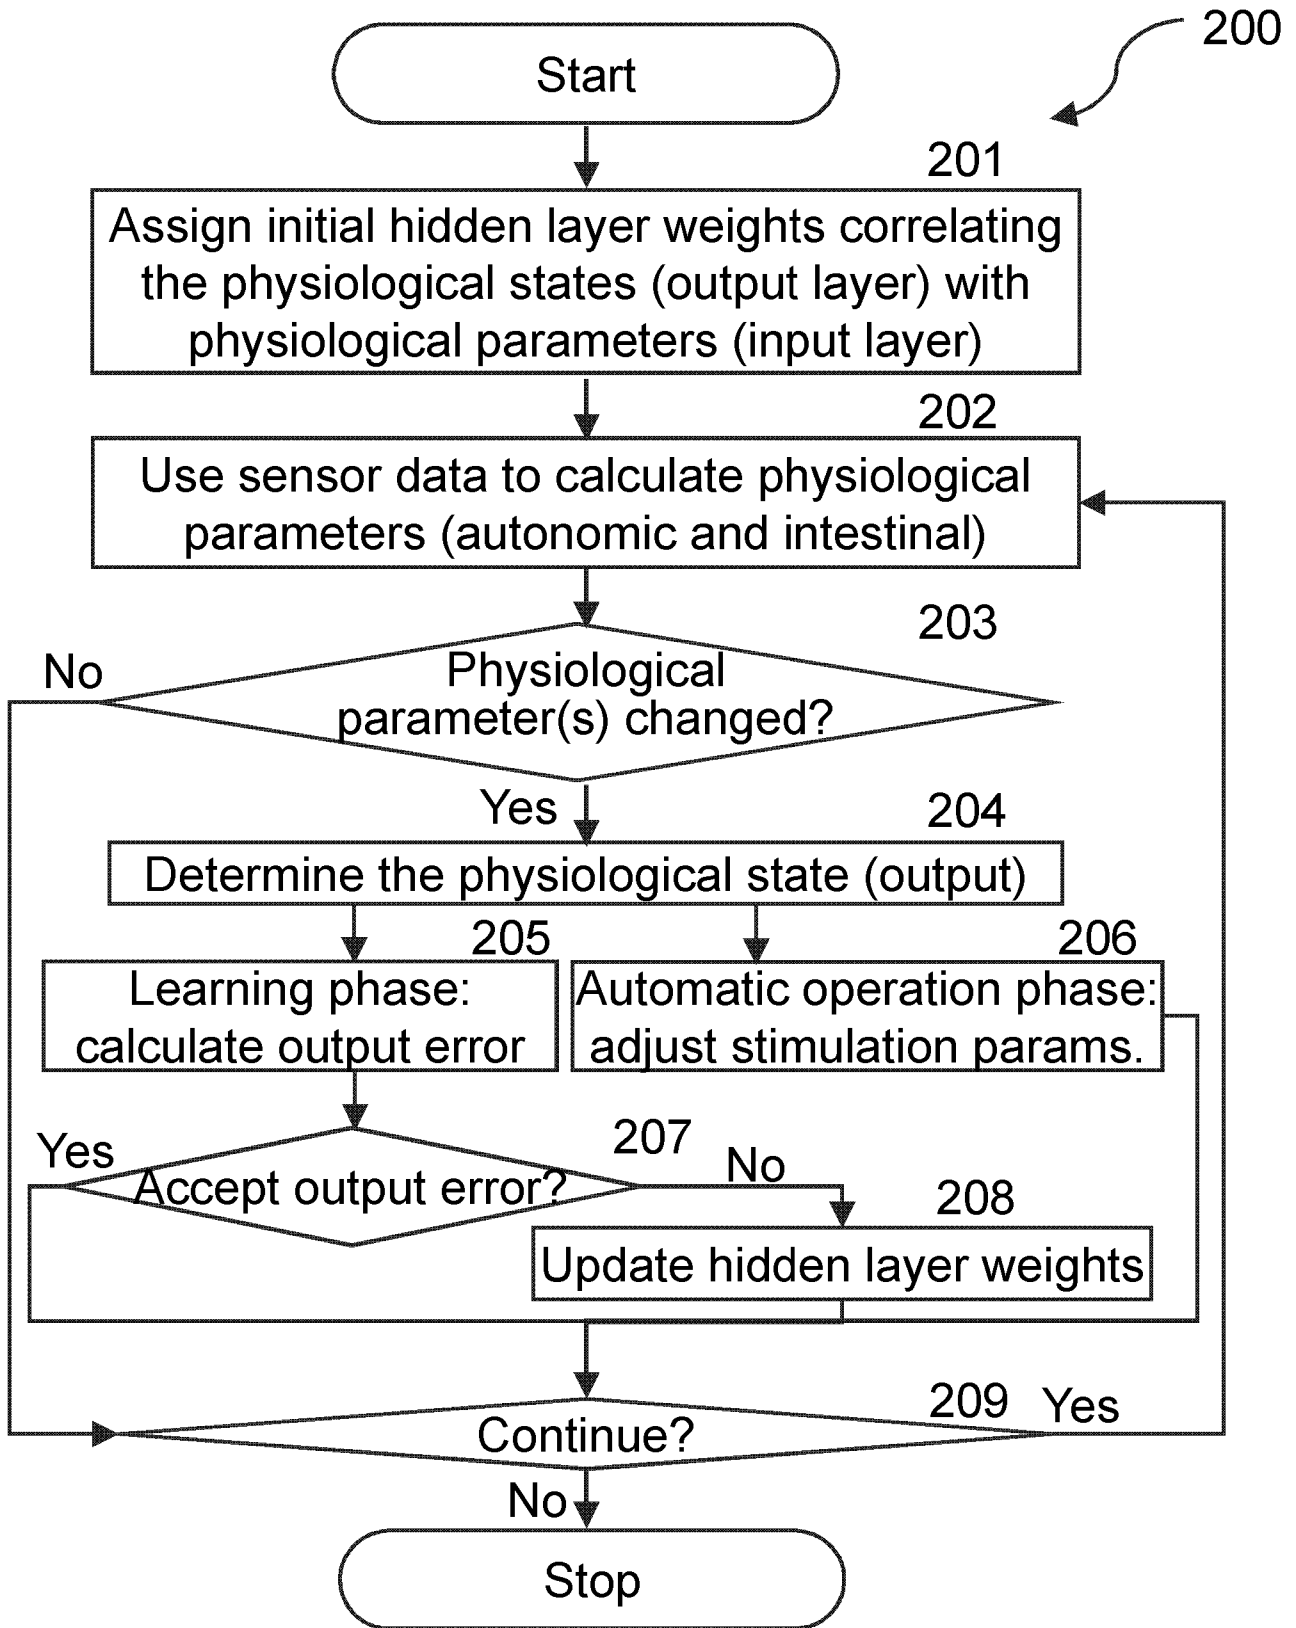 200
Start
201
Assign initial hidden layer weights correlating
the physiological states (output layer) with
physiological parameters (input layer)
202
Use sensor data to calculate physiological
parameters (autonomic and intestinal)
203
No
Physiological
parameter(s) changed?
Yes
204
Determine the physiological state (output)
205
Learning phase:
calculate output error
206
Automatic operation phase:
adjust stimulation params.
207
Yes
Accept output error?
No
208
Update hidden layer weights
209
Continue?
Yes
No
Stop